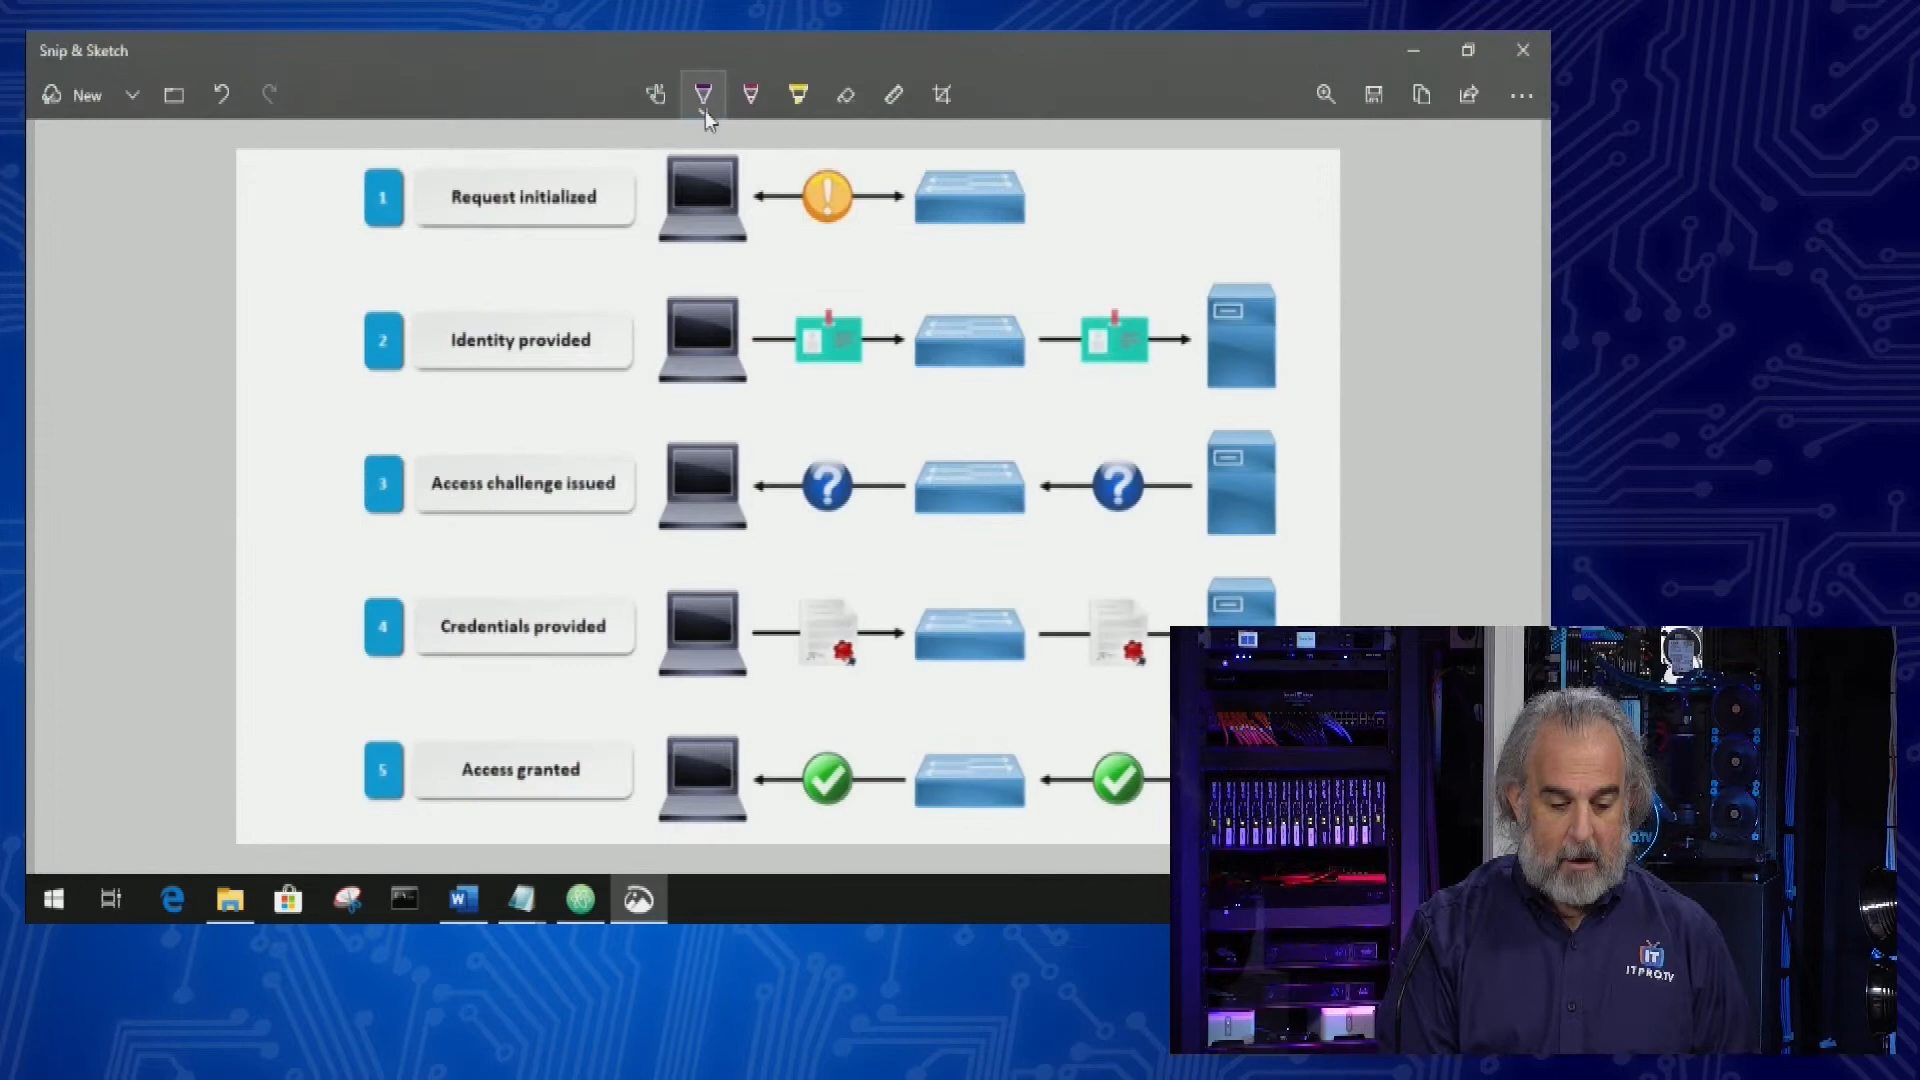 Snip & Sketch
New
1
Request initialized
2
Identity provided
3
Access challenge issued
4
Credentials provided
5
Access granted
IT
ITPRO.TV